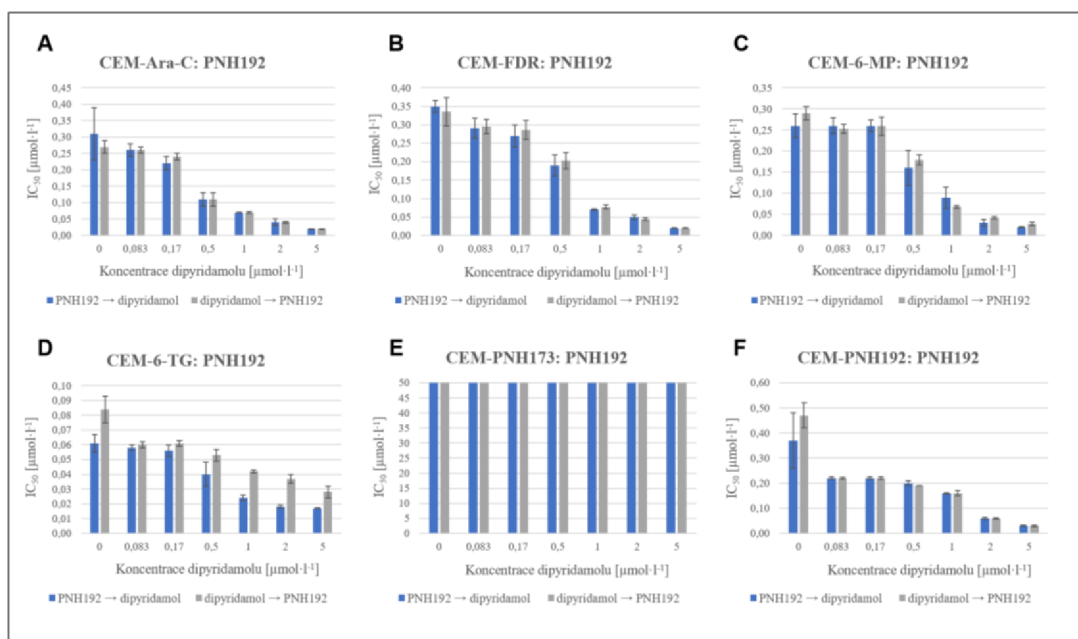 A
CEM-Ara-C: PNH192
IC50 [µmol·l-1]
0,45
0,40
0,35
0,30
0,25
0,20
0,15
0,10
0,05
0,00
0 0,083 0,17 0,5 1 2 5
Koncentrace dipyridamolu [µmol·l-1]
PNH192 → dipyridamol dipyridamol → PNH192
B
CEM-FDR: PNH192
IC50 [µmol·l-1]
0,40
0,35
0,30
0,25
0,20
0,15
0,10
0,05
0,00
0 0,083 0,17 0,5 1 2 5
Koncentrace dipyridamolu [µmol·l-1]
PNH192 → dipyridamol dipyridamol → PNH192
C
CEM-6-MP: PNH192
IC50 [µmol·l-1]
0,35
0,30
0,25
0,20
0,15
0,10
0,05
0,00
0 0,083 0,17 0,5 1 2 5
Koncentrace dipyridamolu [µmol·l-1]
PNH192 → dipyridamol dipyridamol → PNH192
D
CEM-6-TG: PNH192
IC50 [µmol·l-1]
0,10
0,09
0,08
0,07
0,06
0,05
0,04
0,03
0,02
0,01
0,00
0 0,083 0,17 0,5 1 2 5
Koncentrace dipyridamolu [µmol·l-1]
PNH192 → dipyridamol dipyridamol → PNH192
E
CEM-PNH173: PNH192
IC50 [µmol·l-1]
50
45
40
35
30
25
20
15
10
5
0
0 0,083 0,17 0,5 1 2 5
Koncentrace dipyridamolu [µmol·l-1]
PNH192 → dipyridamol dipyridamol → PNH192
F
CEM-PNH192: PNH192
IC50 [µmol·l-1]
0,60
0,50
0,40
0,30
0,20
0,10
0,00
0 0,083 0,17 0,5 1 2 5
Koncentrace dipyridamolu [µmol·l-1]
PNH192 → dipyridamol dipyridamol → PNH192